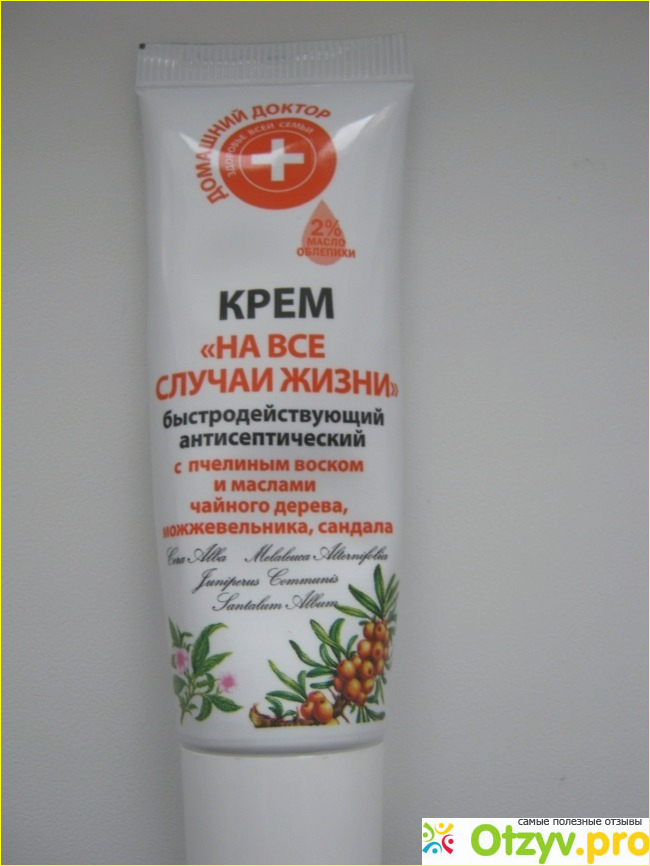 ДОМАШНИЙ ДОКТОР
ЗДОРОВЬЕ ВСЕЙ СЕМЬИ
2%
МАСЛО
ОБЛЕПИХИ
КРЕМ
«НА ВСЕ
СЛУЧАИ ЖИЗНИ»
быстродействующий
антисептический
с пчелиным воском
и маслами
чайного дерева,
можжевельника, сандала
Cera Alba Melaleuca Alternifolia
Juniperus Communis
Santalum Album
самые полезные отзывы
Otzyv.pro